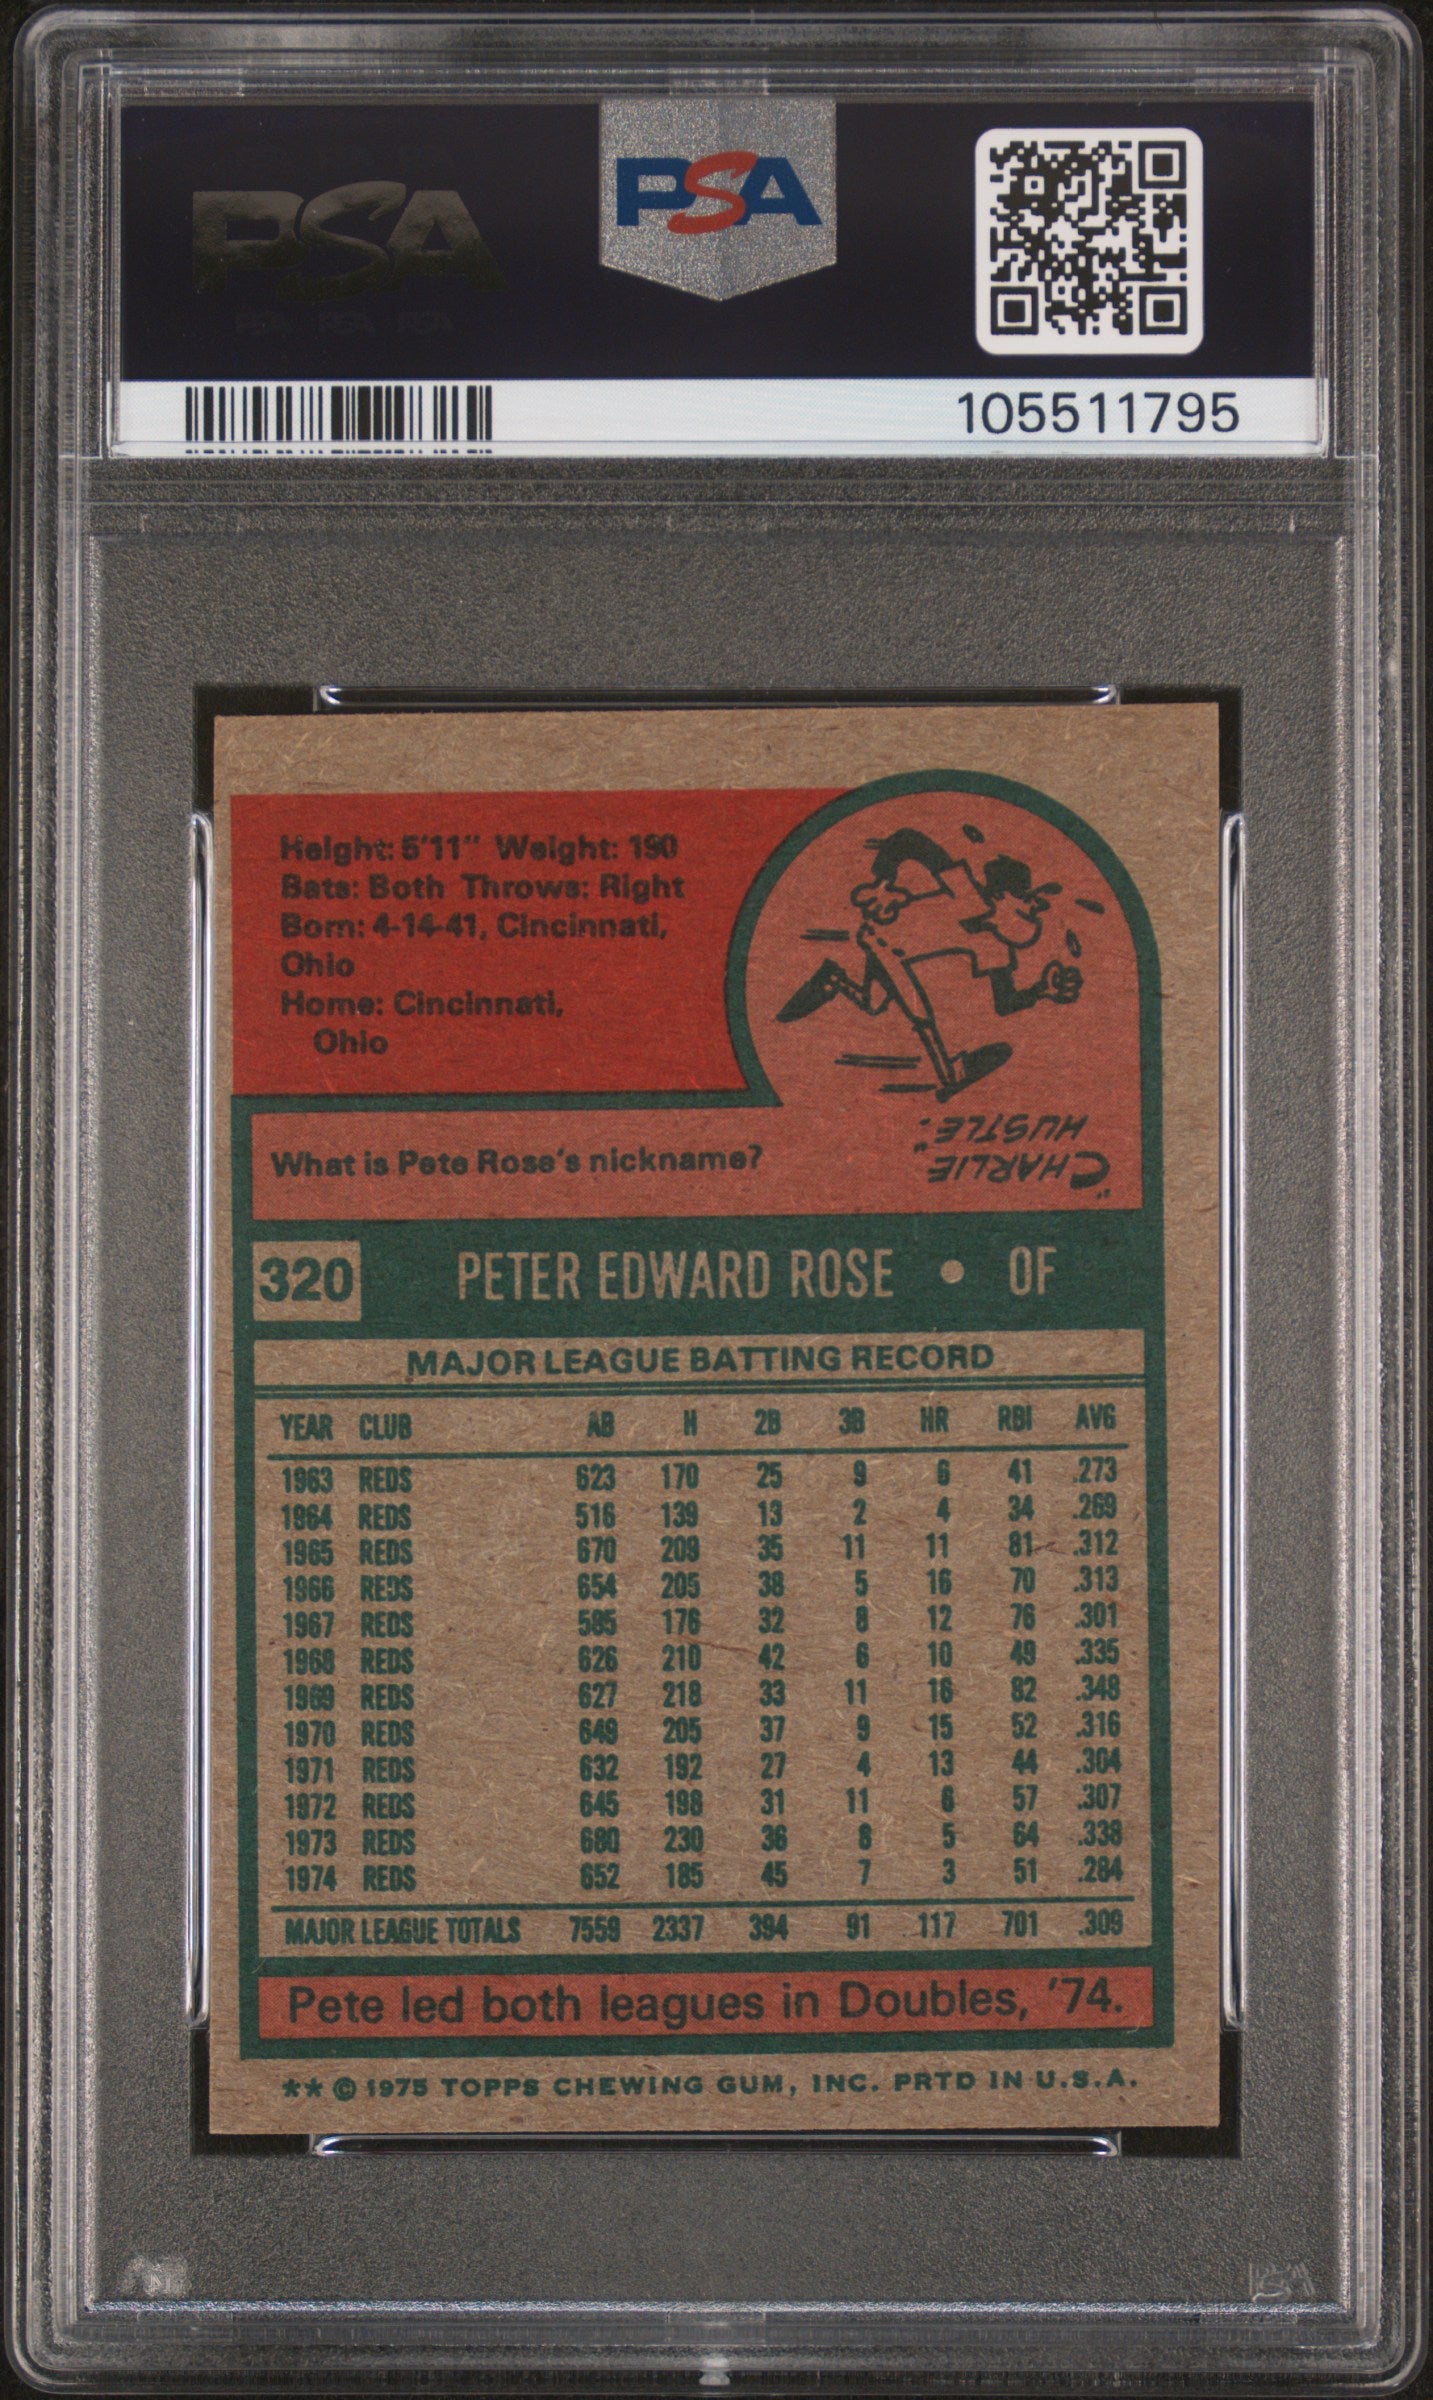 PSA
PSA
105511795
Height: 5'11" Weight: 190
Bats: Both Throws: Right
Born: 4-14-41, Cincinnati,
Ohio
Home: Cincinnati,
Ohio
What is Pete Rose's nickname?
"CHARLIE
HUSTLE".
320 PETER EDWARD ROSE • OF
MAJOR LEAGUE BATTING RECORD
YEAR CLUB AB H 2B 3B HR RBI AVG
1963 REDS 623 170 25 9 6 41 .273
1964 REDS 516 139 13 2 4 34 .269
1965 REDS 670 209 35 11 11 81 .312
1966 REDS 654 205 38 5 16 70 .313
1967 REDS 585 176 32 8 12 76 .301
1968 REDS 626 210 42 6 10 49 .335
1969 REDS 627 218 33 11 16 82 .348
1970 REDS 649 205 37 9 15 52 .316
1971 REDS 632 192 27 4 13 44 .304
1972 REDS 645 198 31 11 6 57 .307
1973 REDS 680 230 36 8 5 64 .338
1974 REDS 652 185 45 7 3 51 .284
MAJOR LEAGUE TOTALS 7559 2337 394 91 117 701 .309
Pete led both leagues in Doubles, '74.
** © 1975 TOPPS CHEWING GUM, INC. PRTD IN U.S.A.
PSA